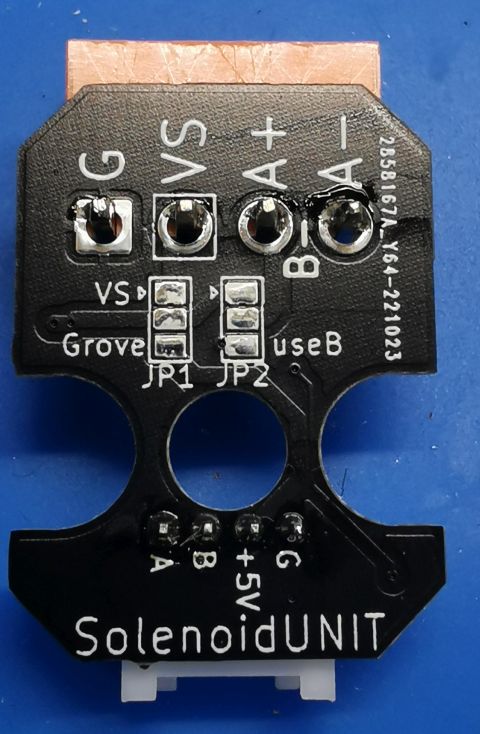 G VS A+ A-
B-
2858167A_Y64-221023
VS
Grove useB
JP1 JP2
A B +5V G
SolenoidUNIT